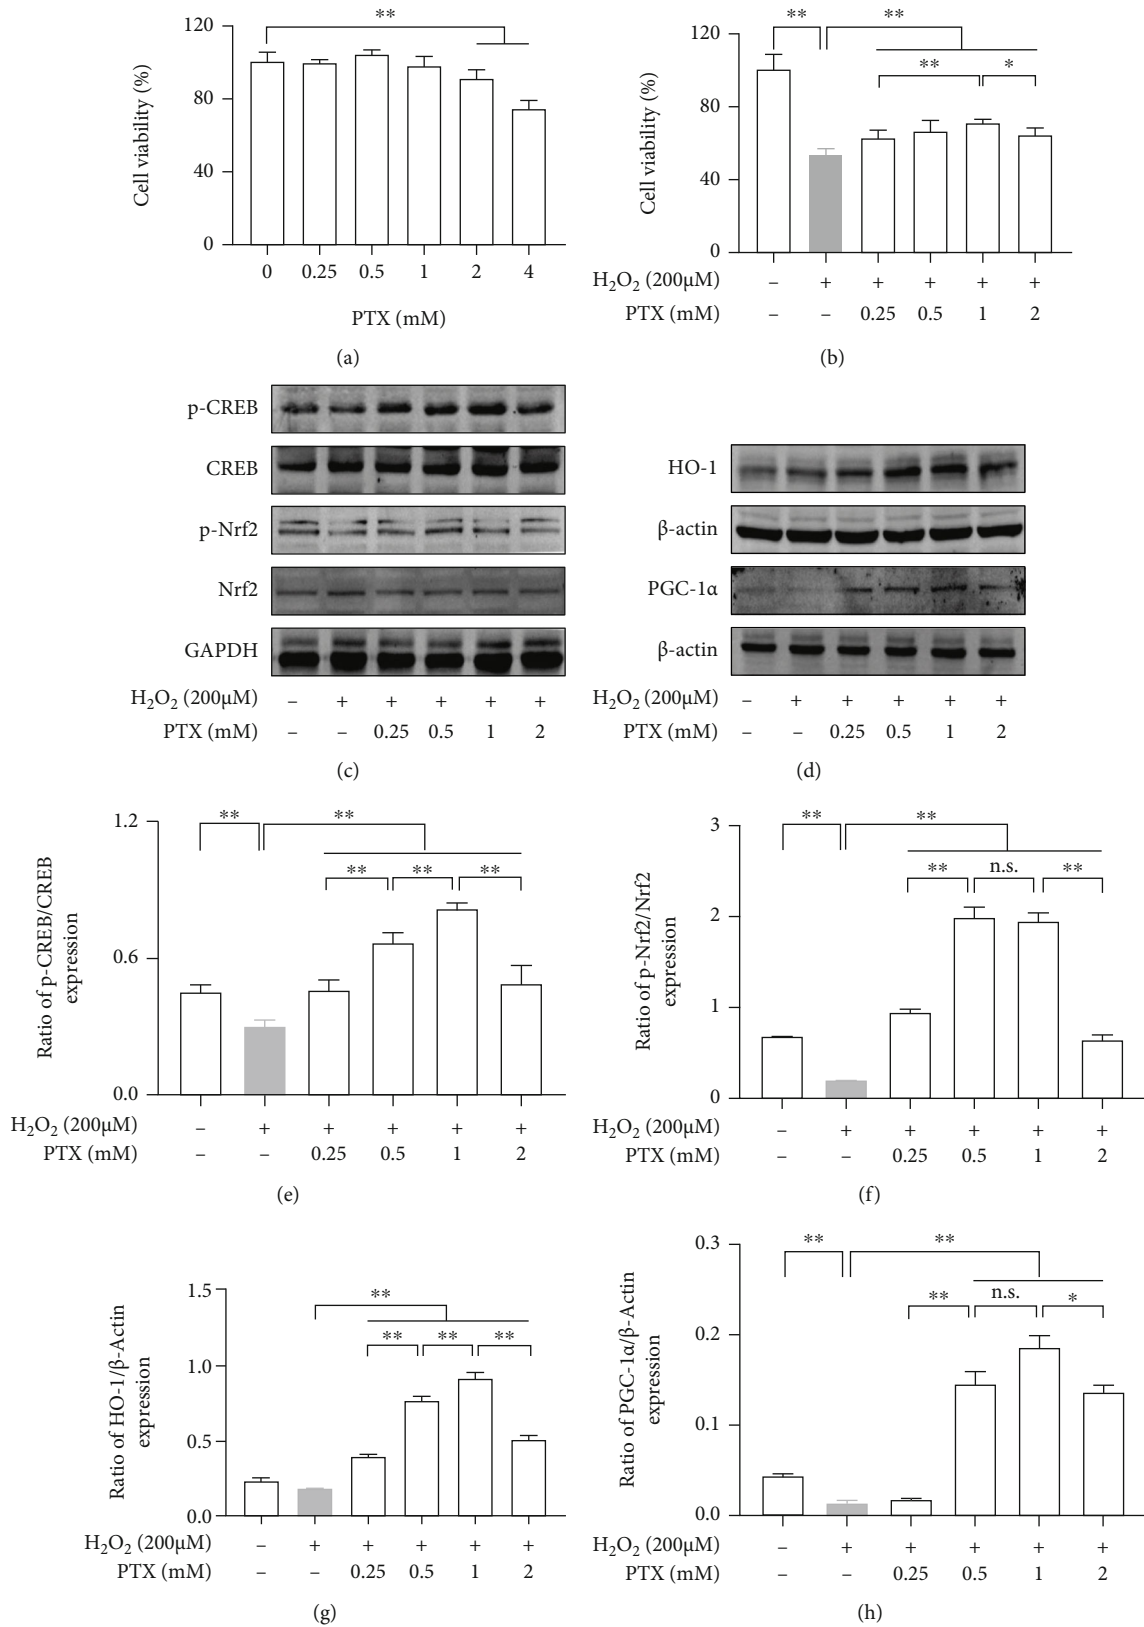 **
120
80
40
0
Cell viability (%)
0 0.25 0.5 1 2 4
PTX (mM)
(a)
** **
** *
120
80
40
0
Cell viability (%)
H₂O₂ (200μM) – + + + + +
PTX (mM) – – 0.25 0.5 1 2
(b)
p-CREB
CREB
p-Nrf2
Nrf2
GAPDH
H₂O₂ (200μM) – + + + + +
PTX (mM) – – 0.25 0.5 1 2
(c)
HO-1
β-actin
PGC-1α
β-actin
H₂O₂ (200μM) – + + + + +
PTX (mM) – – 0.25 0.5 1 2
(d)
** **
** ** **
1.2
0.6
0.0
Ratio of p-CREB/CREB
expression
H₂O₂ (200μM) – + + + + +
PTX (mM) – – 0.25 0.5 1 2
(e)
** **
** n.s. **
3
2
1
0
Ratio of p-Nrf2/Nrf2
expression
H₂O₂ (200μM) – + + + + +
PTX (mM) – – 0.25 0.5 1 2
(f)
**
** ** **
1.5
1.0
0.5
0.0
Ratio of HO-1/β-Actin
expression
H₂O₂ (200μM) – + + + + +
PTX (mM) – – 0.25 0.5 1 2
(g)
** **
** n.s. *
0.3
0.2
0.1
0.0
Ratio of PGC-1α/β-Actin
expression
H₂O₂ (200μM) – + + + + +
PTX (mM) – – 0.25 0.5 1 2
(h)